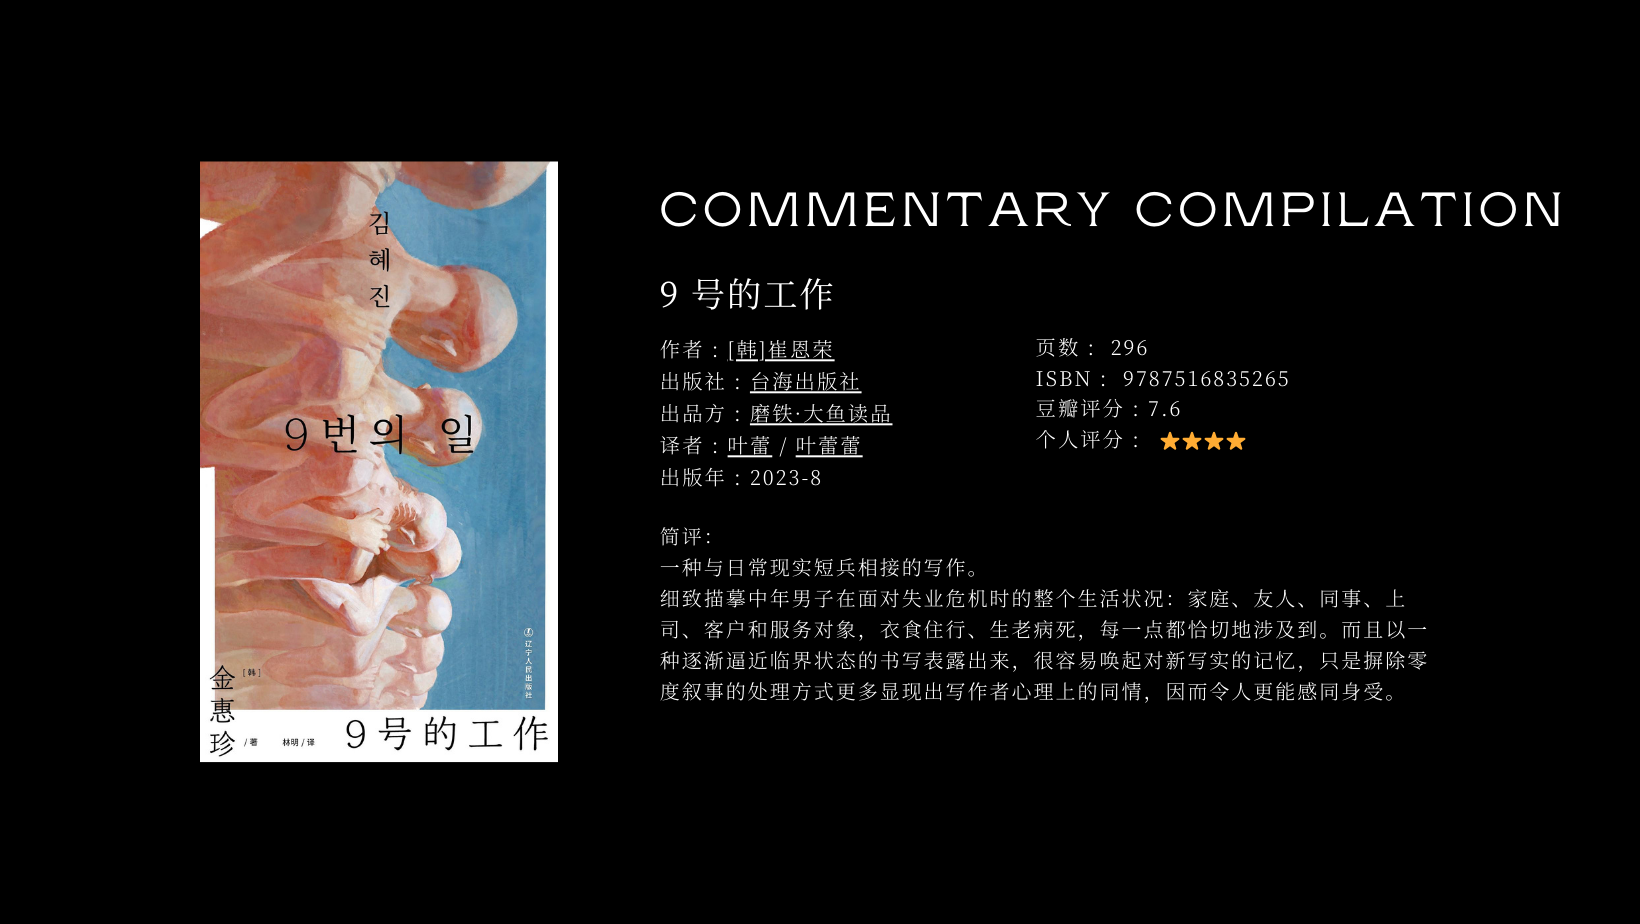 김혜진
9번의 일
辽宁人民出版社
[韩]
金惠珍
/ 著
林明 / 译
9号的工作
COMMENTARY COMPILATION
9 号的工作
作者：[韩]崔恩荣
出版社：台海出版社
出品方：磨铁·大鱼读品
译者：叶蕾 / 叶蕾蕾
出版年：2023-8
页数： 296
ISBN： 9787516835265
豆瓣评分：7.6
个人评分： ⭐⭐⭐⭐
简评：
一种与日常现实短兵相接的写作。
细致描摹中年男子在面对失业危机时的整个生活状况：家庭、友人、同事、上
司、客户和服务对象，衣食住行、生老病死，每一点都恰切地涉及到。而且以一
种逐渐逼近临界状态的书写表露出来，很容易唤起对新写实的记忆，只是摒除零
度叙事的处理方式更多显现出写作者心理上的同情，因而令人更能感同身受。